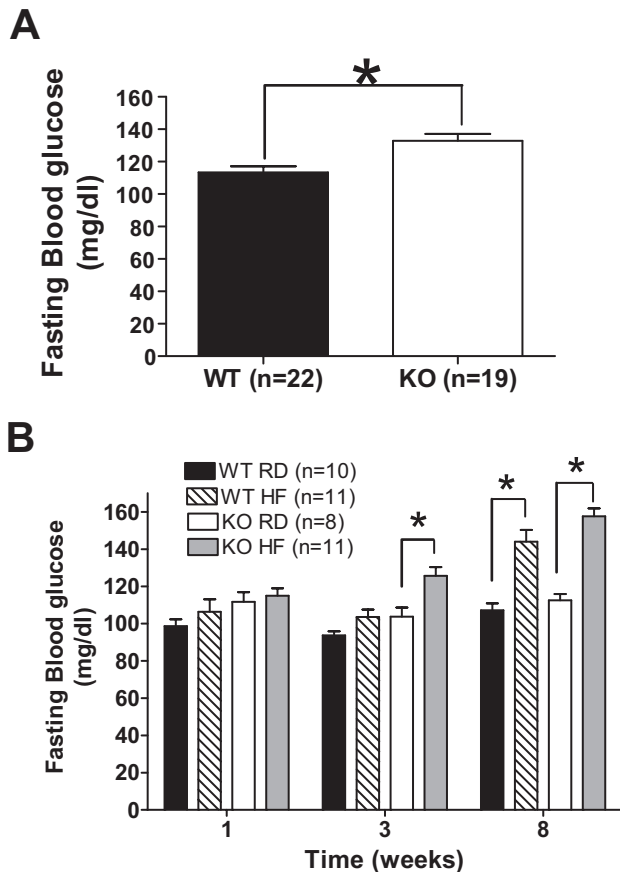 A
Fasting Blood glucose
(mg/dl)
160
140
120
100
80
60
40
20
0
*
WT (n=22)
KO (n=19)
B
WT RD (n=10)
WT HF (n=11)
KO RD (n=8)
KO HF (n=11)
Fasting Blood glucose
(mg/dl)
160
140
120
100
80
60
40
20
0
*
*
*
1
3
8
Time (weeks)